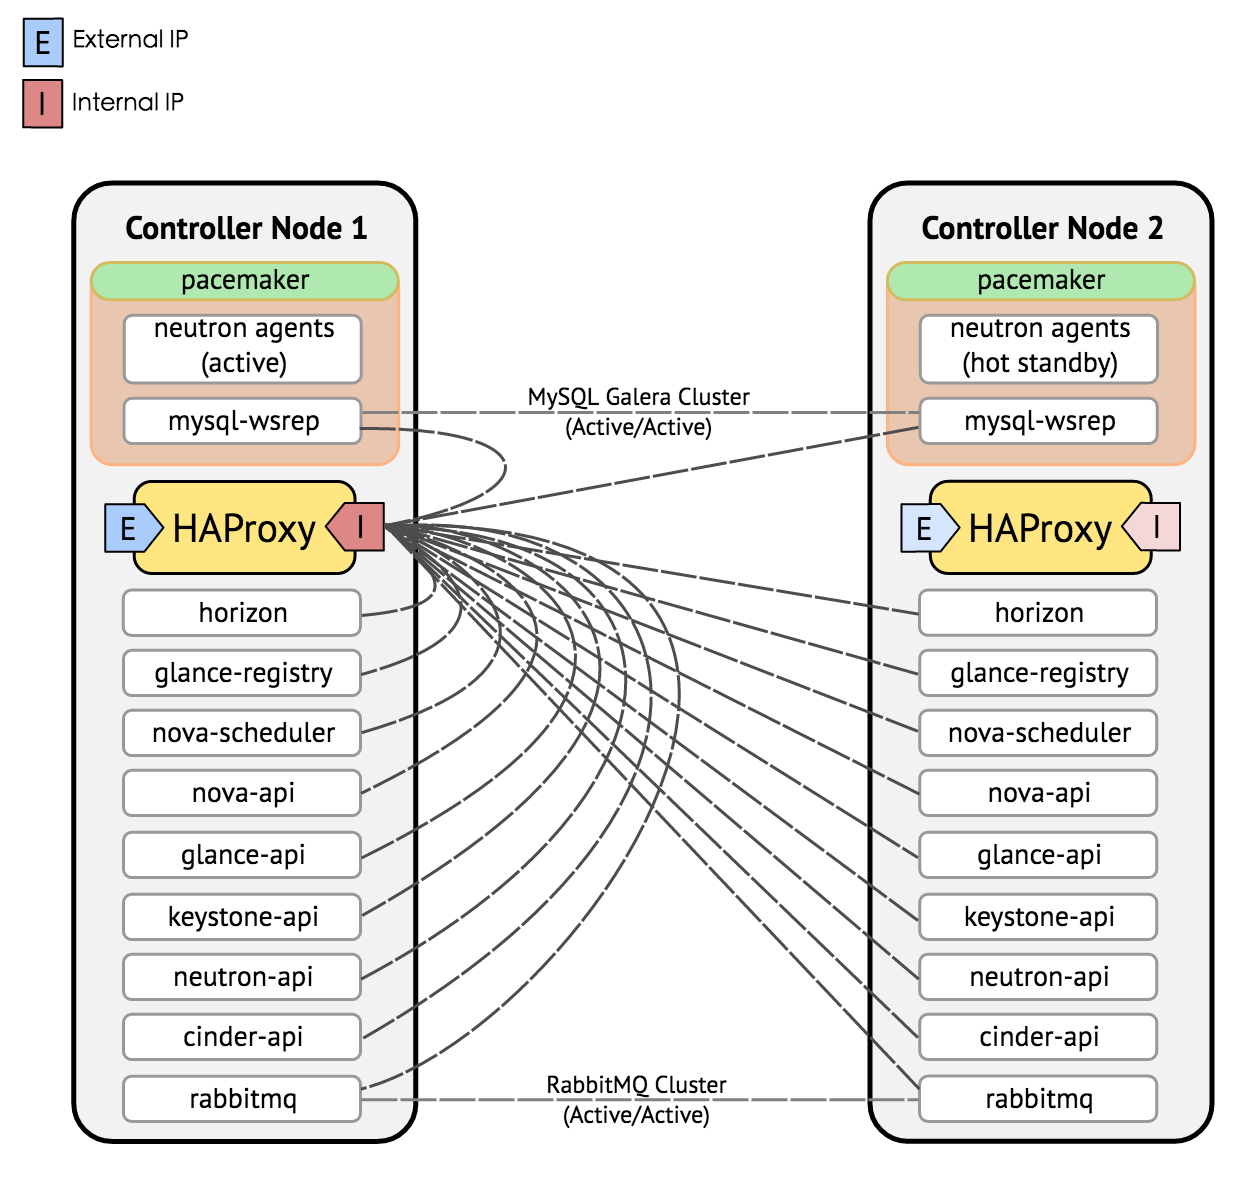 E External IP
I Internal IP
Controller Node 1
pacemaker
neutron agents
(active)
mysql-wsrep
E HAProxy I
horizon
glance-registry
nova-scheduler
nova-api
glance-api
keystone-api
neutron-api
cinder-api
rabbitmq
MySQL Galera Cluster
(Active/Active)
RabbitMQ Cluster
(Active/Active)
Controller Node 2
pacemaker
neutron agents
(hot standby)
mysql-wsrep
E HAProxy I
horizon
glance-registry
nova-scheduler
nova-api
glance-api
keystone-api
neutron-api
cinder-api
rabbitmq